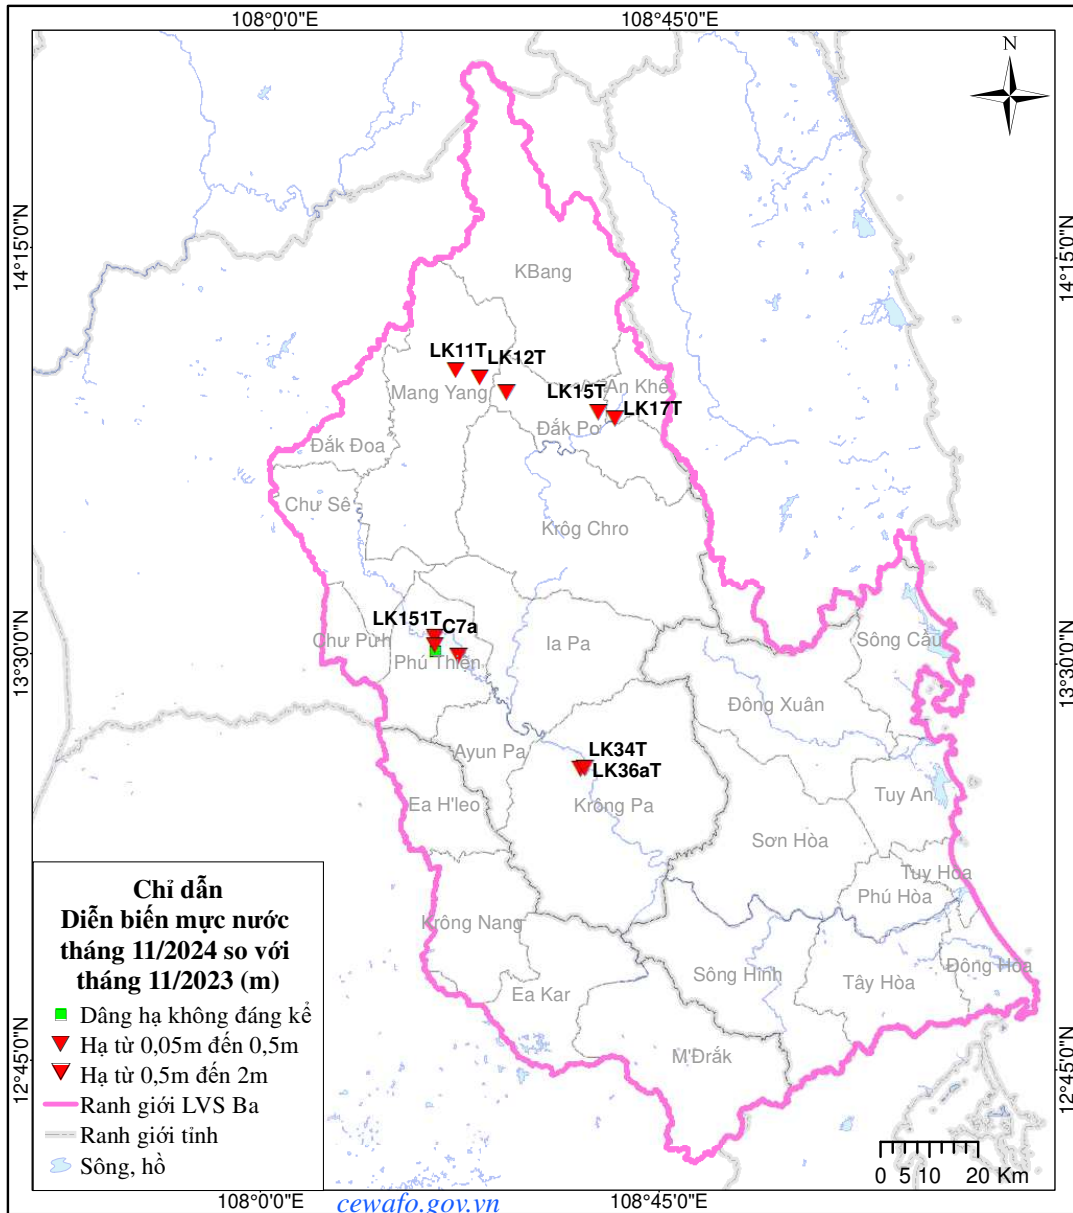 108°0'0"E
108°45'0"E
N
14°15'0"N
14°15'0"N
KBang
LK11T
LK12T
Mang Yang
LK15T
An Khê
LK17T
Đắk Pơ
Đắk Đoa
Chư Sê
Krôg Chro
LK151T
C7a
Chư Pưh
Phú Thiện
Ia Pa
Sông Cầu
13°30'0"N
13°30'0"N
Đồng Xuân
Ayun Pa
LK34T
LK36aT
Krông Pa
Ea H'leo
Tuy An
Sơn Hòa
Tuy Hòa
Phú Hòa
Krông Nang
Ea Kar
Sông Hinh
Tây Hòa
Đông Hòa
M'Đrắk
Chỉ dẫn
Diễn biến mực nước
tháng 11/2024 so với
tháng 11/2023 (m)
Dâng hạ không đáng kể
Hạ từ 0,05m đến 0,5m
Hạ từ 0,5m đến 2m
Ranh giới LVS Ba
Ranh giới tỉnh
Sông, hồ
12°45'0"N
12°45'0"N
0 5 10 20 Km
108°0'0"E
108°45'0"E
cewafo.gov.vn